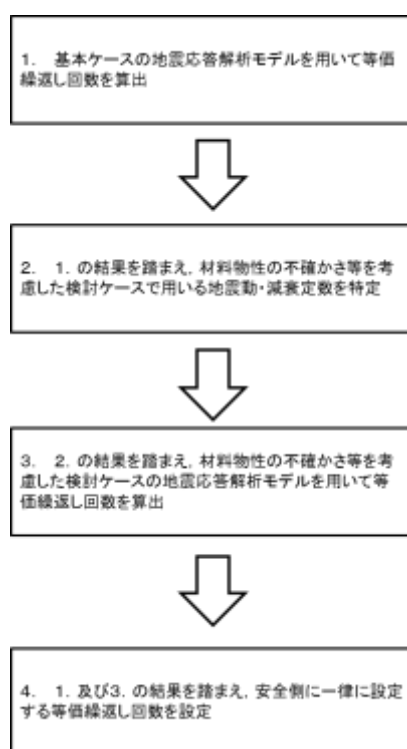 1. 基本ケースの地震応答解析モデルを用いて等価
繰返し回数を算出
2. 1. の結果を踏まえ, 材料物性の不確かさ等を考
慮した検討ケースで用いる地震動・減衰定数を特定
3. 2. の結果を踏まえ, 材料物性の不確かさ等を考
慮した検討ケースの地震応答解析モデルを用いて等
価繰返し回数を算出
4. 1. 及び3. の結果を踏まえ, 安全側に一律に設定
する等価繰返し回数を設定